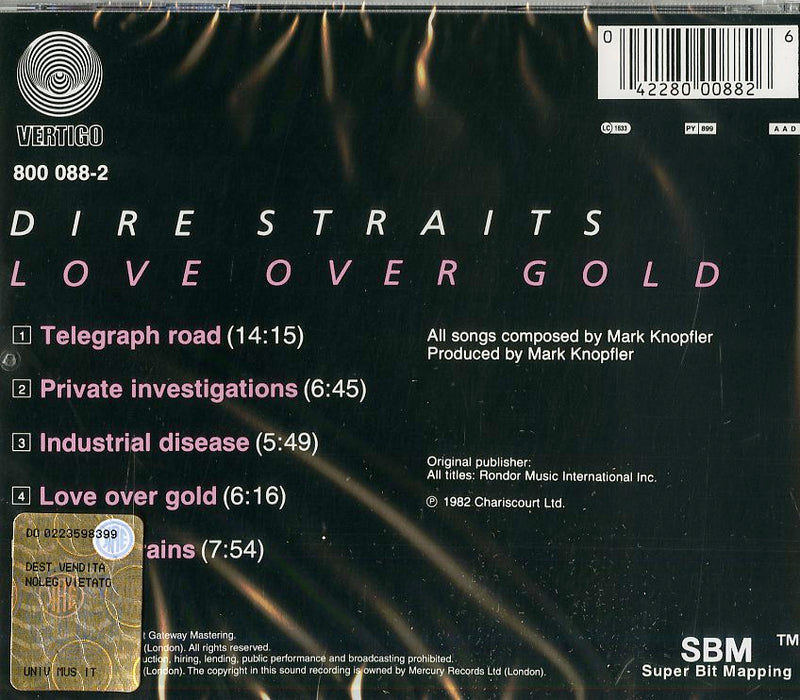 0 6
42280 00882
VERTIGO
LC 1633
PY 899
A A D
800 088-2
DIRE STRAITS
LOVE OVER GOLD
1 Telegraph road (14:15)
2 Private investigations (6:45)
3 Industrial disease (5:49)
4 Love over gold (6:16)
rains (7:54)
All songs composed by Mark Knopfler
Produced by Mark Knopfler
Original publisher:
All titles: Rondor Music International Inc.
℗ 1982 Chariscourt Ltd.
DO 0223598399
DEST.VENDITA
NOLEG.VIETATO
UNIV MUS IT
t Gateway Mastering.
(London). All rights reserved.
uction, hiring, lending, public performance and broadcasting prohibited.
(London). The copyright in this sound recording is owned by Mercury Records Ltd (London).
SBM TM
Super Bit Mapping